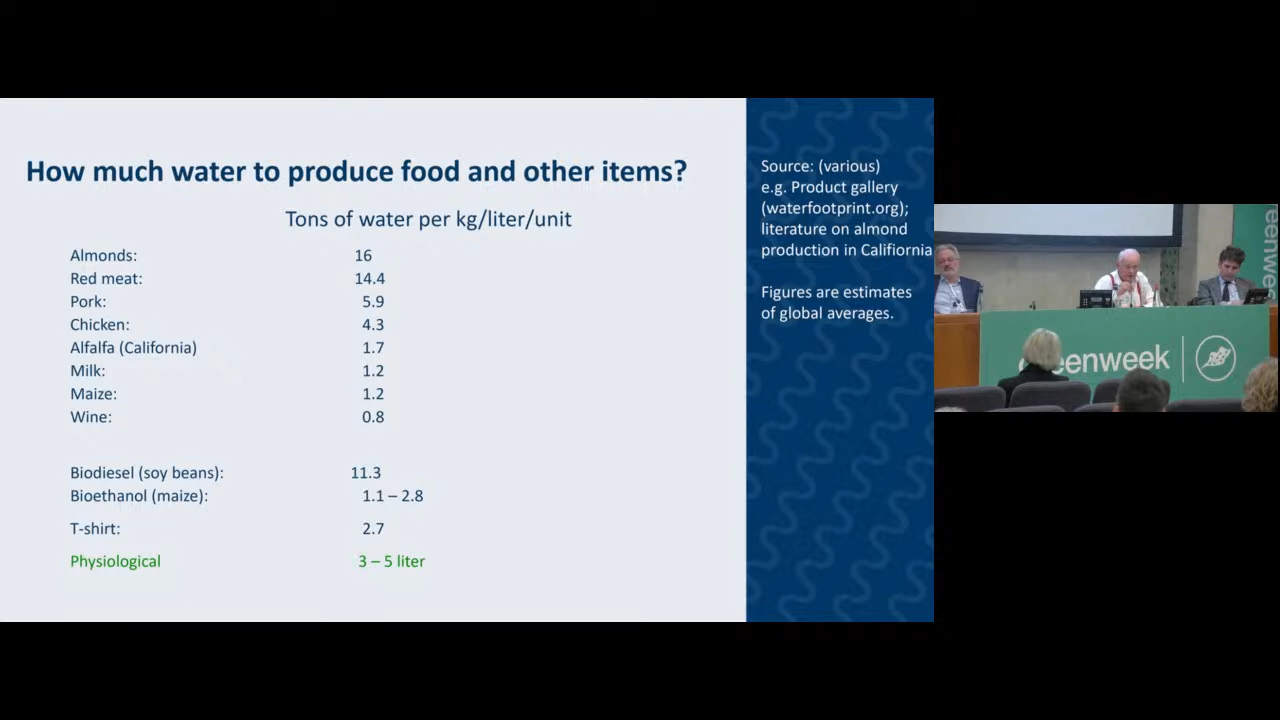 How much water to produce food and other items?
Tons of water per kg/liter/unit
Almonds: 16
Red meat: 14.4
Pork: 5.9
Chicken: 4.3
Alfalfa (California) 1.7
Milk: 1.2
Maize: 1.2
Wine: 0.8
Biodiesel (soy beans): 11.3
Bioethanol (maize): 1.1 – 2.8
T-shirt: 2.7
Physiological 3 – 5 liter
Source: (various)
e.g. Product gallery
(waterfootprint.org);
literature on almond
production in Califiornia
Figures are estimates
of global averages.
eenwe
eenweek